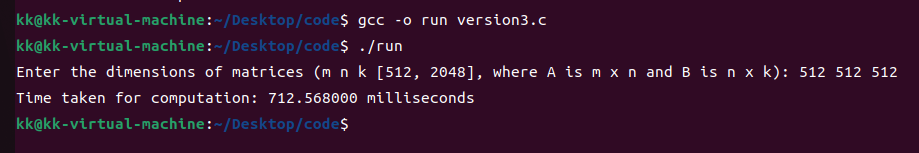 kk@kk-virtual-machine:~/Desktop/code$ gcc -o run version3.c
kk@kk-virtual-machine:~/Desktop/code$ ./run
Enter the dimensions of matrices (m n k [512, 2048], where A is m x n and B is n x k): 512 512 512
Time taken for computation: 712.568000 milliseconds
kk@kk-virtual-machine:~/Desktop/code$